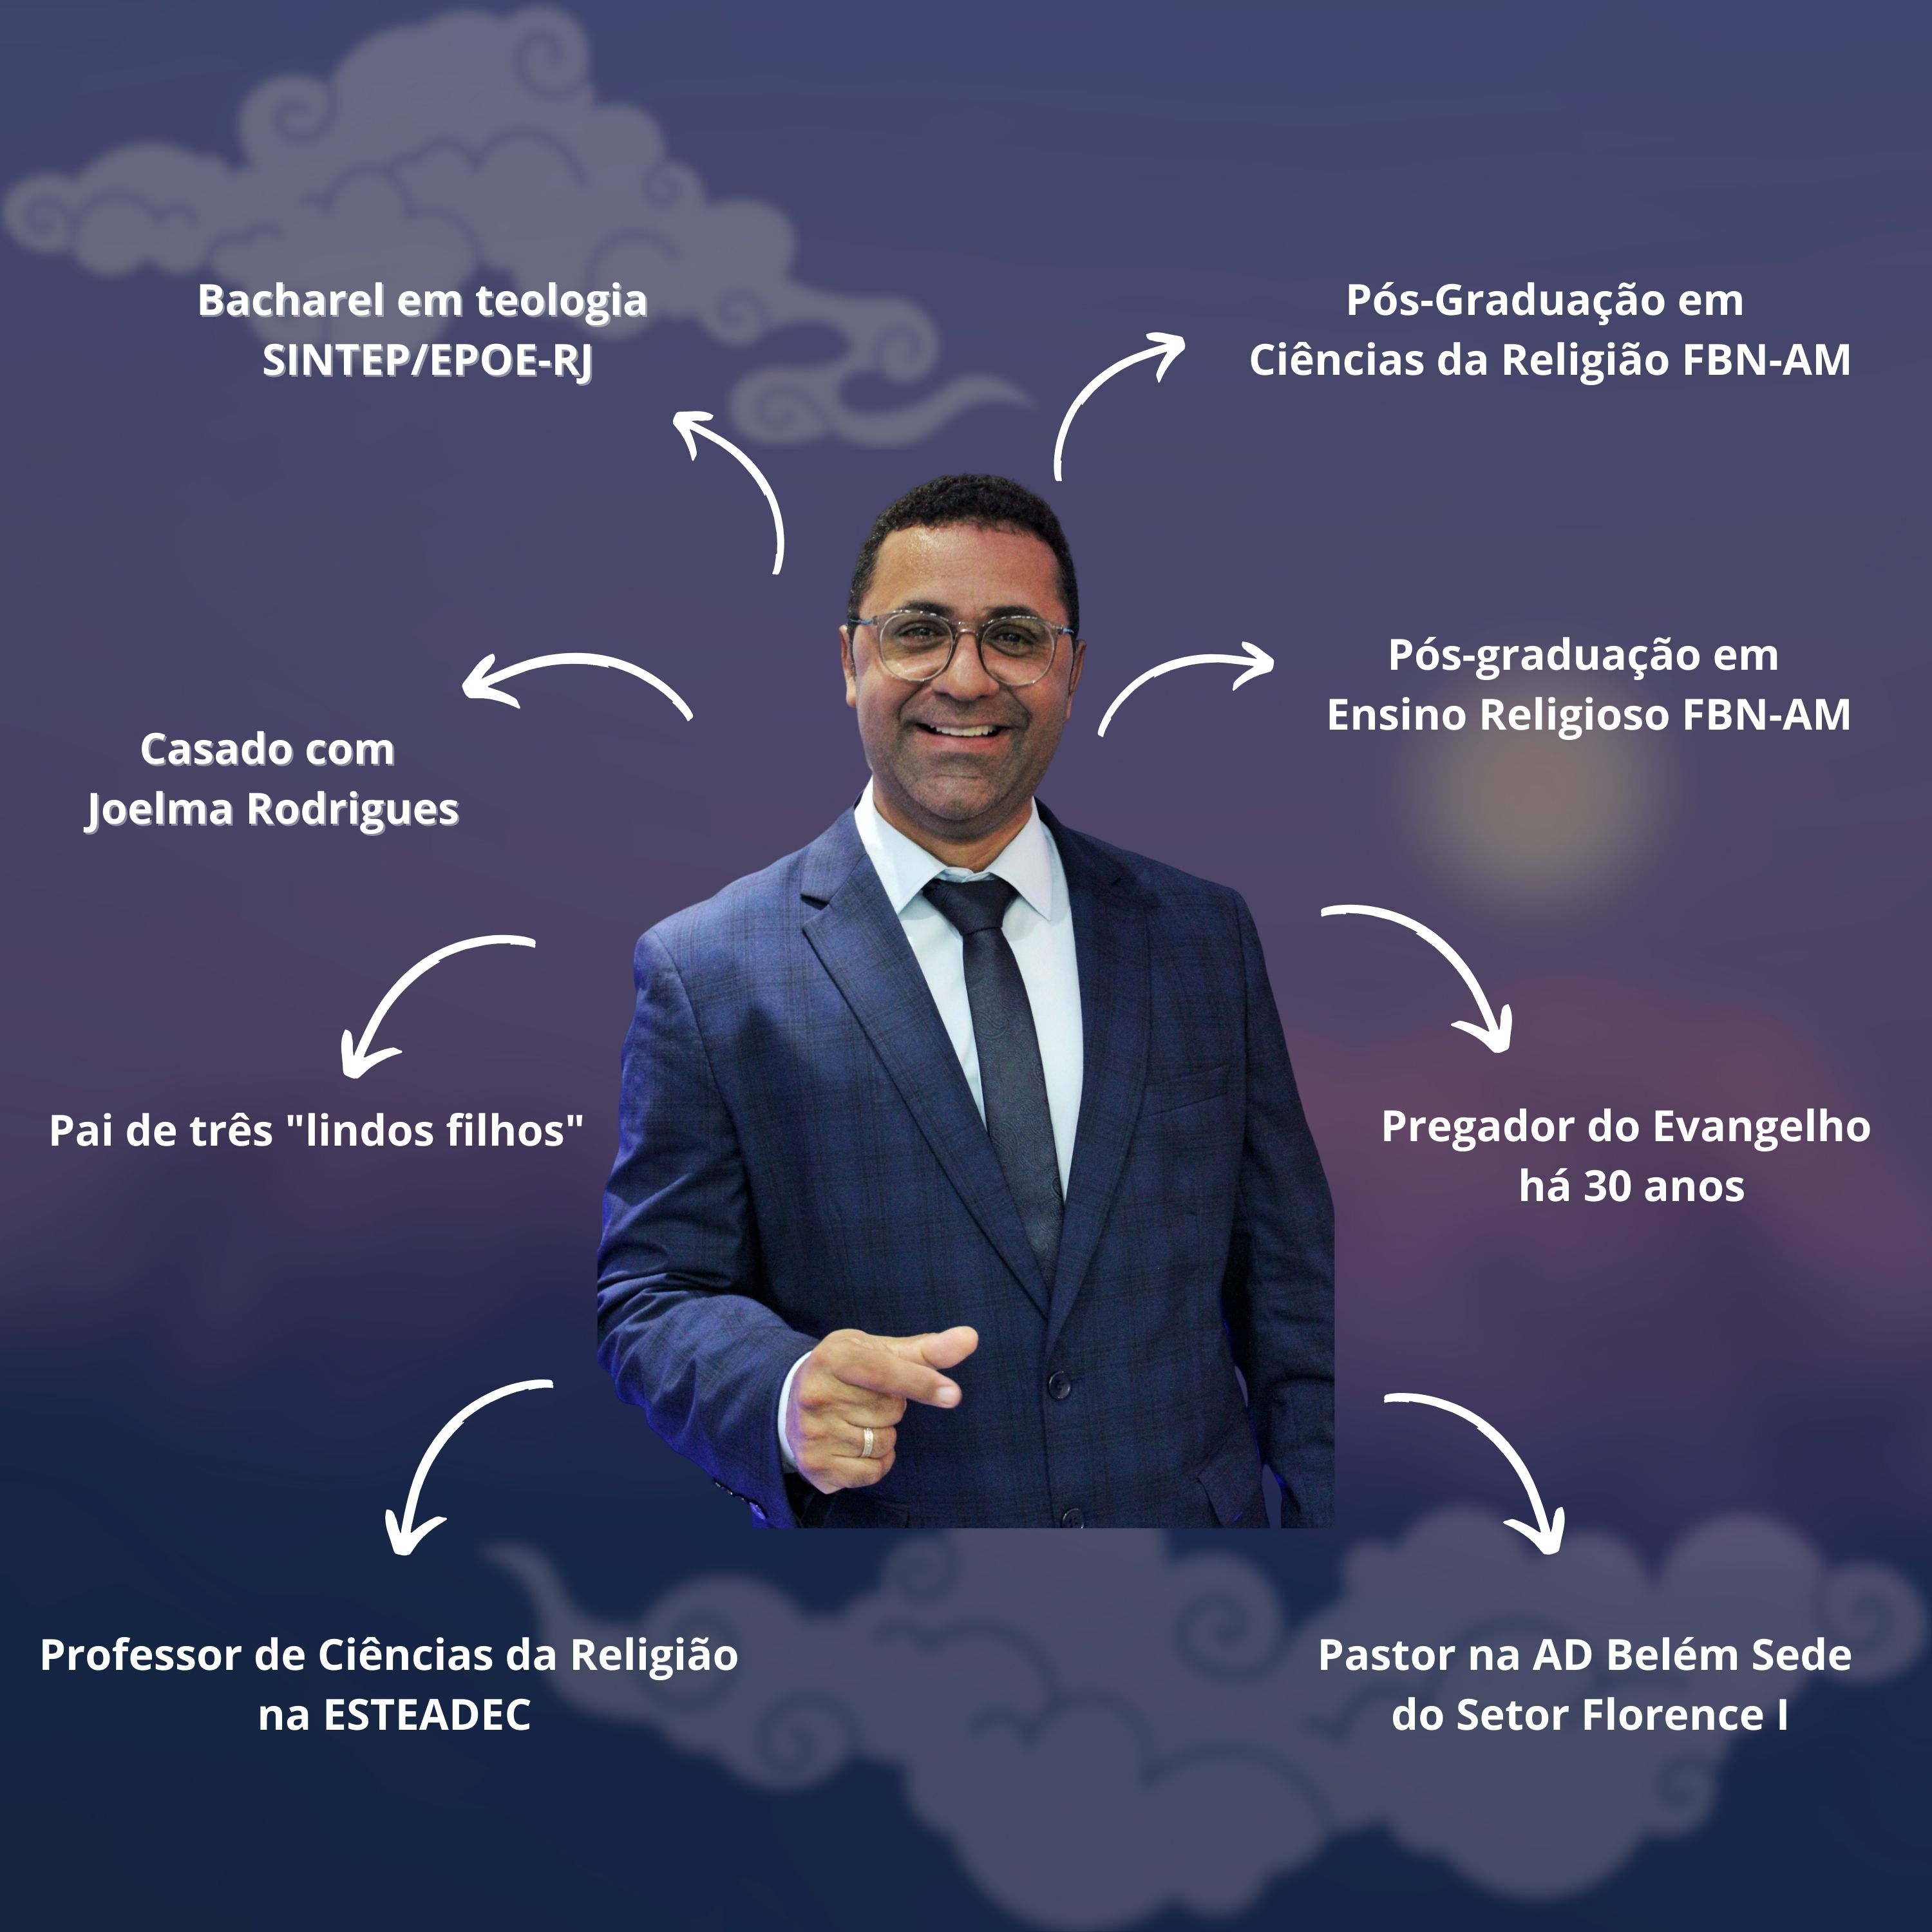 Bacharel em teologia
SINTEP/EPOE-RJ
Pós-Graduação em
Ciências da Religião FBN-AM
Casado com
Joelma Rodrigues
Pós-graduação em
Ensino Religioso FBN-AM
Pai de três "lindos filhos"
Pregador do Evangelho
há 30 anos
Professor de Ciências da Religião
na ESTEADEC
Pastor na AD Belém Sede
do Setor Florence I